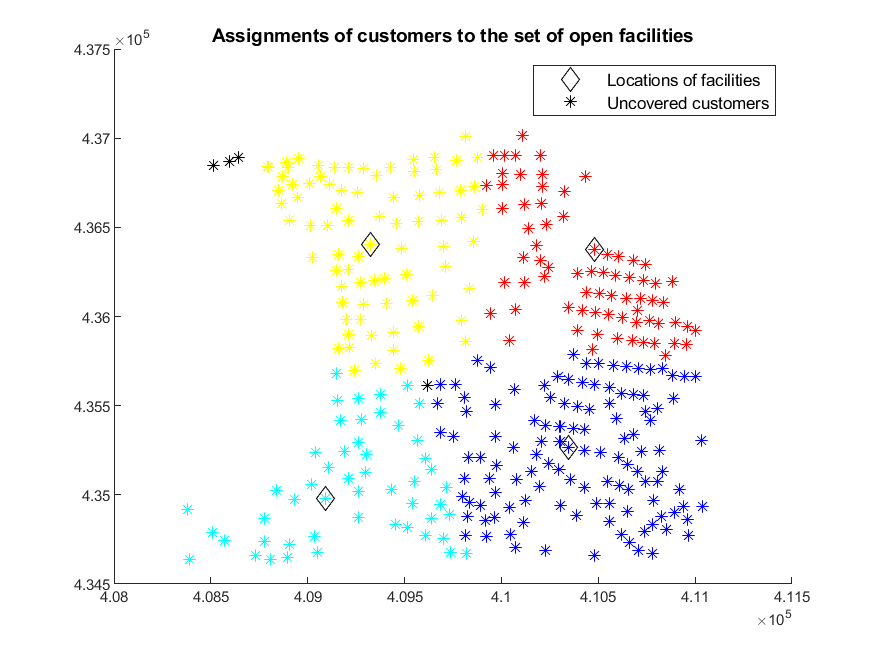 Assignments of customers to the set of open facilities
×10^5
4.375
4.37
4.365
4.36
4.355
4.35
4.345
Locations of facilities
Uncovered customers
4.08 4.085 4.09 4.095 4.1 4.105 4.11 4.115
×10^5